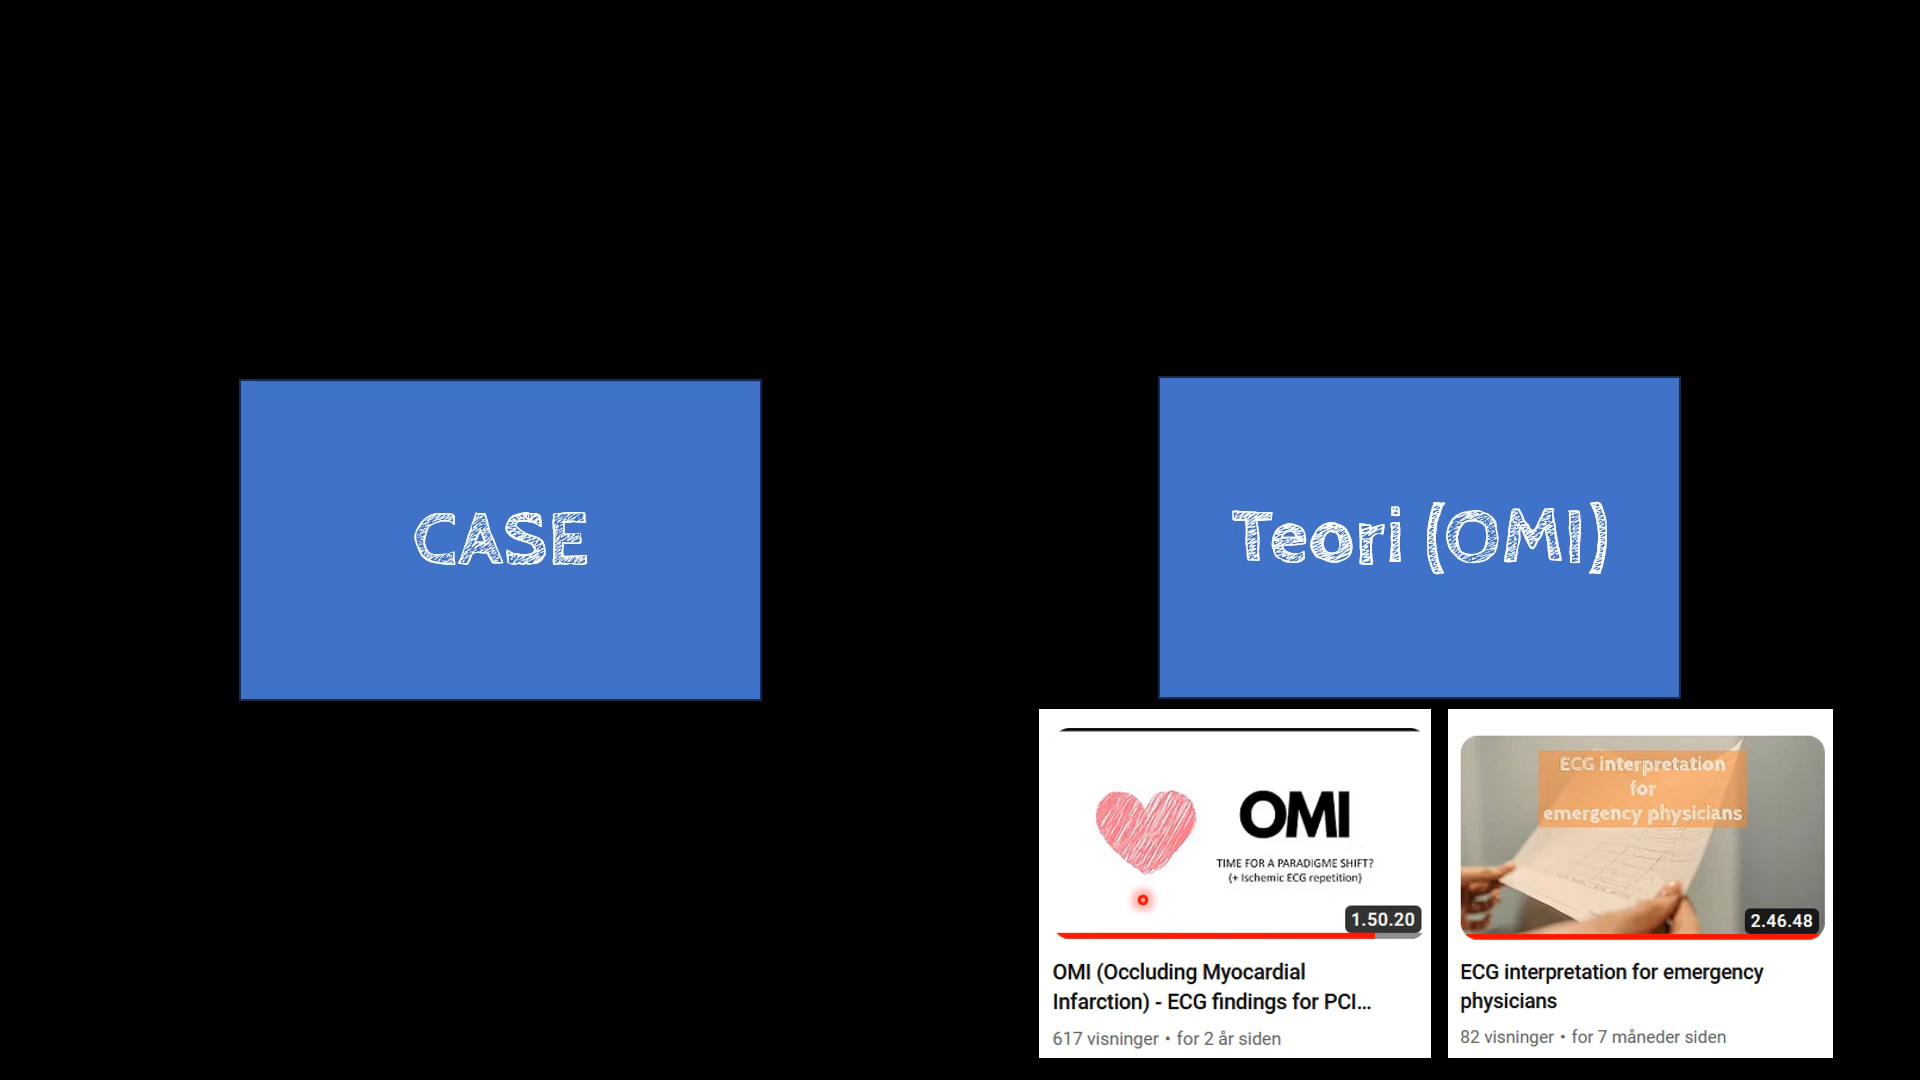 CASE
Teori (OMI)
OMI
TIME FOR A PARADIGME SHIFT?
(+ Ischemic ECG repetition)
1.50.20
OMI (Occluding Myocardial
Infarction) - ECG findings for PCI...
617 visninger • for 2 år siden
ECG interpretation
for
emergency physicians
2.46.48
ECG interpretation for emergency
physicians
82 visninger • for 7 måneder siden